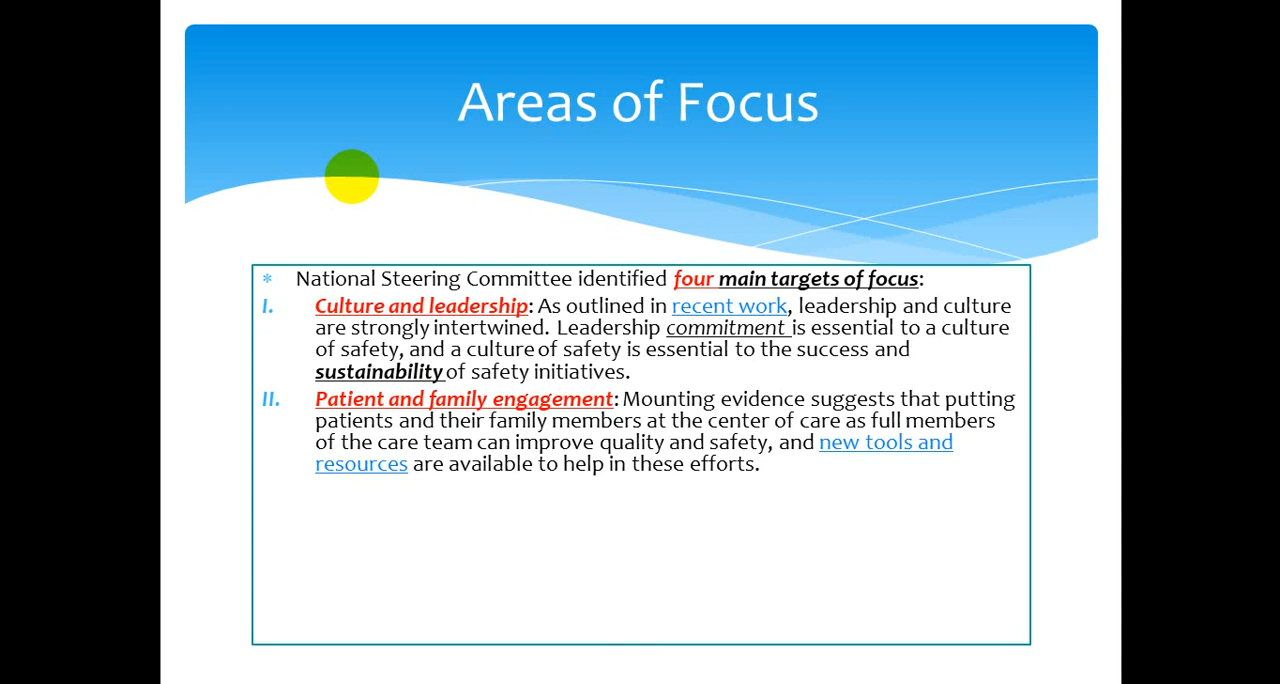 Areas of Focus
* National Steering Committee identified four main targets of focus:
I. Culture and leadership: As outlined in recent work, leadership and culture
are strongly intertwined. Leadership commitment is essential to a culture
of safety, and a culture of safety is essential to the success and
sustainability of safety initiatives.
II. Patient and family engagement: Mounting evidence suggests that putting
patients and their family members at the center of care as full members
of the care team can improve quality and safety, and new tools and
resources are available to help in these efforts.